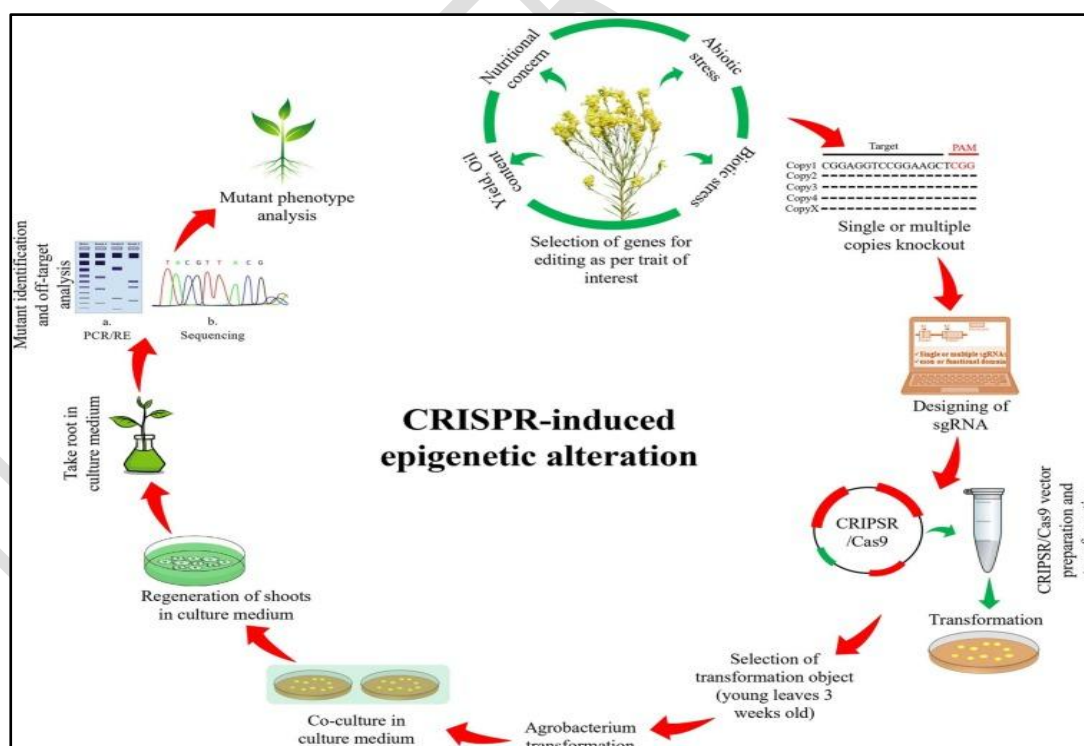 Nutritional
concern
Abiotic
stress
Yield, Oil
content
Biotic stress
Selection of genes for
editing as per trait of
interest
Target PAM
Copy1 CGGAGGTCCGGAAGCTCGG
Copy2
Copy3
Copy4
CopyX
Single or multiple
copies knockout
Single or multiple sgRNAs
exon or functional domain
Designing of
sgRNA
CRIPSR
/Cas9
CRIPSR/Cas9 vector
preparation and
Transformation
Selection of
transformation object
(young leaves 3
weeks old)
Agrobacterium
transformation
Co-culture in
culture medium
Regeneration of shoots
in culture medium
Take root in
culture medium
Mutant identification
and off-target
analysis
a.
PCR/RE
T A C G T T A C G
b.
Sequencing
Mutant phenotype
analysis
CRISPR-induced
epigenetic alteration